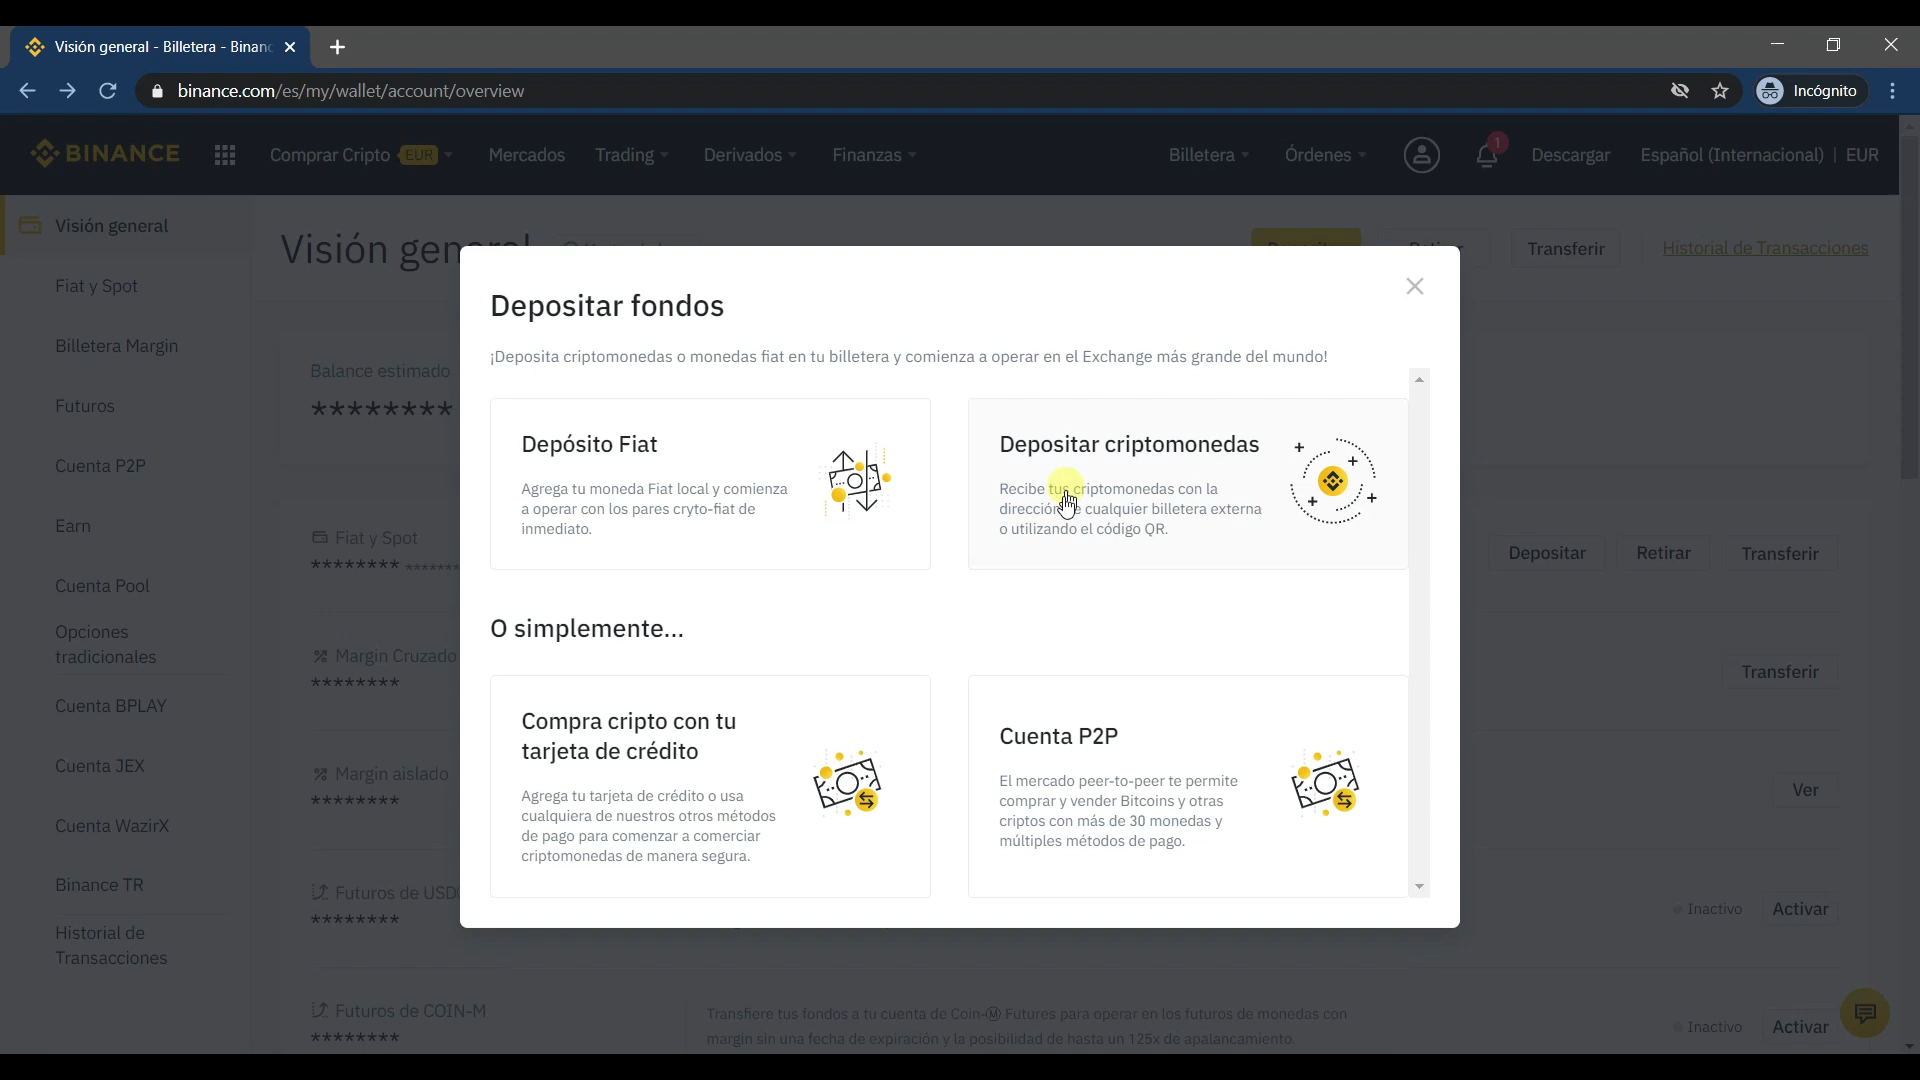 Visión general - Billetera - Binanc
binance.com/es/my/wallet/account/overview
Incógnito
BINANCE
Comprar Cripto EUR
Mercados
Trading
Derivados
Finanzas
Billetera
Órdenes
1
Descargar
Español (Internacional) | EUR
Visión general
Fiat y Spot
Billetera Margin
Futuros
Cuenta P2P
Earn
Cuenta Pool
Opciones
tradicionales
Cuenta BPLAY
Cuenta JEX
Cuenta WazirX
Binance TR
Historial de
Transacciones
Visión general
Transferir
Historial de Transacciones
Balance estimado
********
Depositar fondos
¡Deposita criptomonedas o monedas fiat en tu billetera y comienza a operar en el Exchange más grande del mundo!
Depósito Fiat
Agrega tu moneda Fiat local y comienza
a operar con los pares cryto-fiat de
inmediato.
Depositar criptomonedas
Recibe tus criptomonedas con la
dirección de cualquier billetera externa
o utilizando el código QR.
O simplemente...
Compra cripto con tu
tarjeta de crédito
Agrega tu tarjeta de crédito o usa
cualquiera de nuestros otros métodos
de pago para comenzar a comerciar
criptomonedas de manera segura.
Cuenta P2P
El mercado peer-to-peer te permite
comprar y vender Bitcoins y otras
criptos con más de 30 monedas y
múltiples métodos de pago.
Fiat y Spot
******** *******
Depositar
Retirar
Transferir
Margin Cruzado
********
Transferir
Margin aislado
********
Ver
Futuros de USD
********
Inactivo
Activar
Futuros de COIN-M
********
Transfiere tus fondos a tu cuenta de Coin-Ⓜ Futures para operar en los futuros de monedas con
margin sin una fecha de expiración y la posibilidad de hasta un 125x de apalancamiento.
Inactivo
Activar